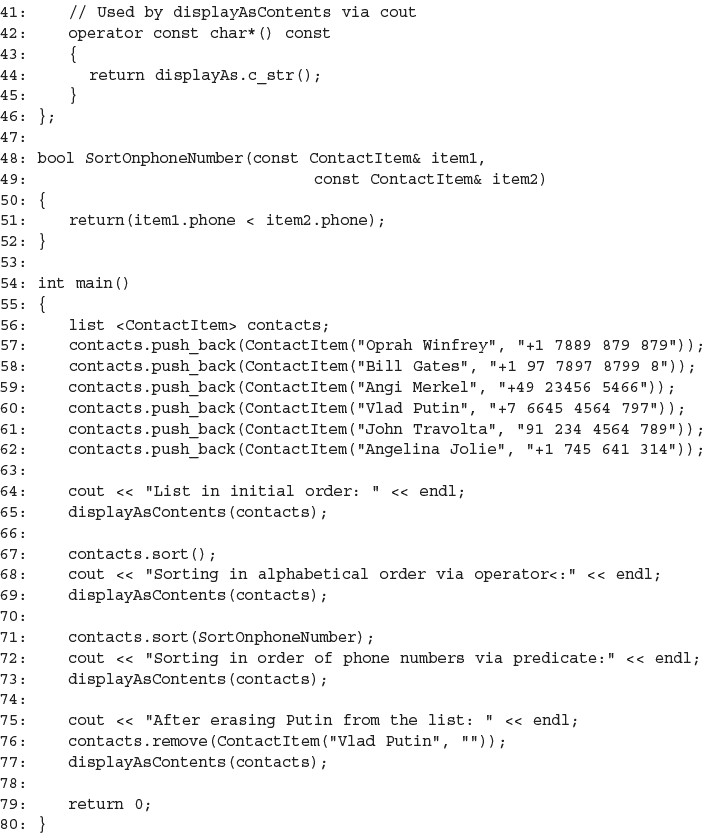 41:    // Used by displayAsContents via cout
42:    operator const char*() const
43:    {
44:      return displayAs.c_str();
45:    }
46: };
47:
48: bool SortOnphoneNumber(const ContactItem& item1,
49:                              const ContactItem& item2)
50: {
51:    return(item1.phone < item2.phone);
52: }
53:
54: int main()
55: {
56:    list <ContactItem> contacts;
57:    contacts.push_back(ContactItem("Oprah Winfrey", "+1 7889 879 879"));
58:    contacts.push_back(ContactItem("Bill Gates", "+1 97 7897 8799 8"));
59:    contacts.push_back(ContactItem("Angi Merkel", "+49 23456 5466"));
60:    contacts.push_back(ContactItem("Vlad Putin", "+7 6645 4564 797"));
61:    contacts.push_back(ContactItem("John Travolta", "91 234 4564 789"));
62:    contacts.push_back(ContactItem("Angelina Jolie", "+1 745 641 314"));
63:
64:    cout << "List in initial order: " << endl;
65:    displayAsContents(contacts);
66:
67:    contacts.sort();
68:    cout << "Sorting in alphabetical order via operator<:" << endl;
69:    displayAsContents(contacts);
70:
71:    contacts.sort(SortOnphoneNumber);
72:    cout << "Sorting in order of phone numbers via predicate:" << endl;
73:    displayAsContents(contacts);
74:
75:    cout << "After erasing Putin from the list: " << endl;
76:    contacts.remove(ContactItem("Vlad Putin", ""));
77:    displayAsContents(contacts);
78:
79:    return 0;
80: }